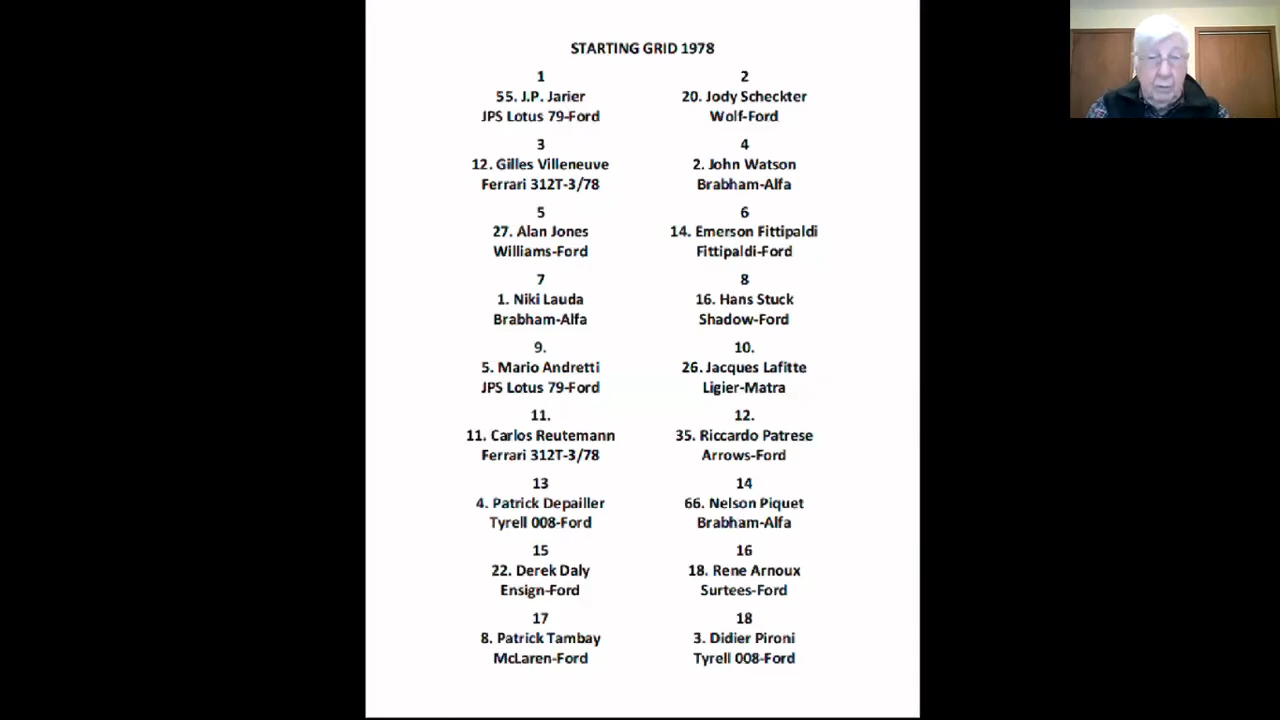 STARTING GRID 1978
1 2
55. J.P. Jarier 20. Jody Scheckter
JPS Lotus 79-Ford Wolf-Ford
3 4
12. Gilles Villeneuve 2. John Watson
Ferrari 312T-3/78 Brabham-Alfa
5 6
27. Alan Jones 14. Emerson Fittipaldi
Williams-Ford Fittipaldi-Ford
7 8
1. Niki Lauda 16. Hans Stuck
Brabham-Alfa Shadow-Ford
9. 10.
5. Mario Andretti 26. Jacques Lafitte
JPS Lotus 79-Ford Ligier-Matra
11. 12.
11. Carlos Reutemann 35. Riccardo Patrese
Ferrari 312T-3/78 Arrows-Ford
13 14
4. Patrick Depailler 66. Nelson Piquet
Tyrell 008-Ford Brabham-Alfa
15 16
22. Derek Daly 18. Rene Arnoux
Ensign-Ford Surtees-Ford
17 18
8. Patrick Tambay 3. Didier Pironi
McLaren-Ford Tyrell 008-Ford